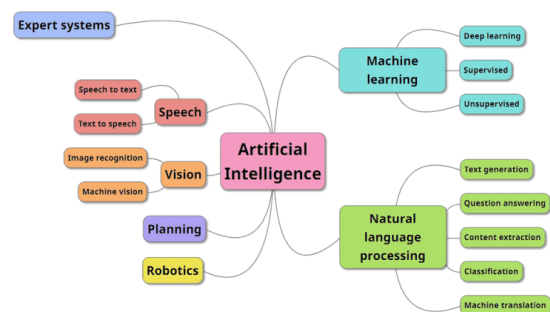 Expert systems
Speech to text
Text to speech
Speech
Image recognition
Machine vision
Vision
Planning
Robotics
Artificial
Intelligence
Machine
learning
Deep learning
Supervised
Unsupervised
Natural
language
processing
Text generation
Question answering
Content extraction
Classification
Machine translation